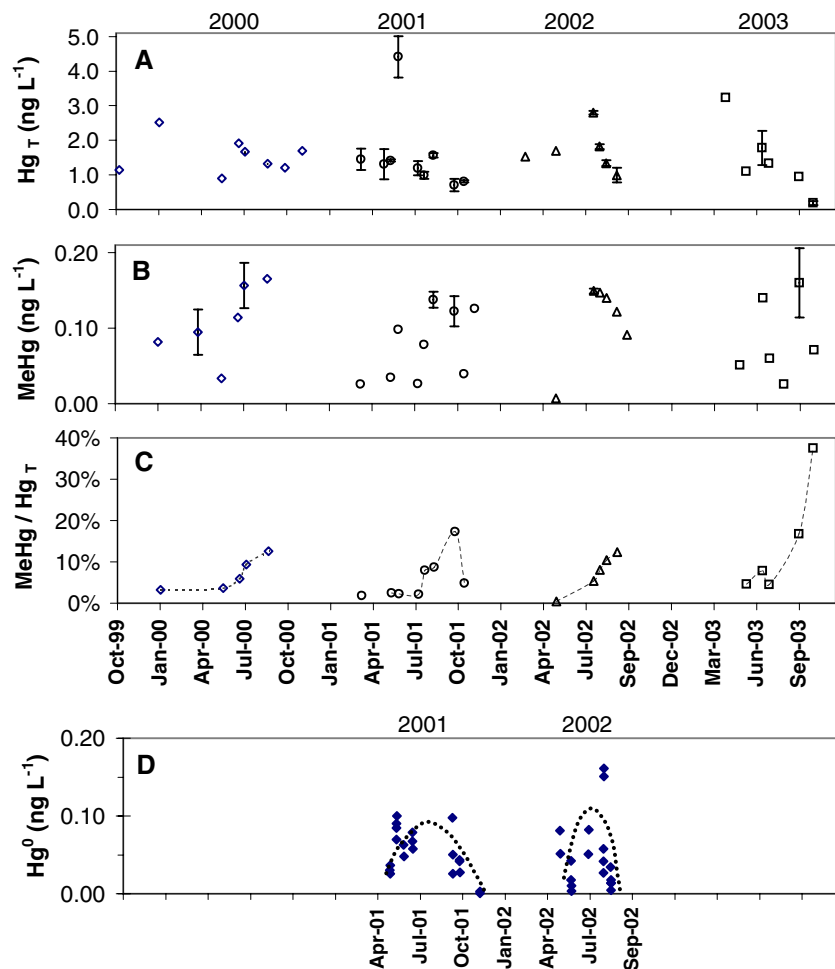 2000 2001 2002 2003
A
Hg T (ng L⁻¹)
5.0
4.0
3.0
2.0
1.0
0.0
B
MeHg (ng L⁻¹)
0.20
0.10
0.00
C
MeHg / Hg T
40%
30%
20%
10%
0%
Oct-99 Jan-00 Apr-00 Jul-00 Oct-00 Jan-01 Apr-01 Jul-01 Oct-01 Jan-02 Apr-02 Jul-02 Sep-02 Dec-02 Mar-03 Jun-03 Sep-03
2001 2002
D
Hg⁰ (ng L⁻¹)
0.20
0.10
0.00
Apr-01 Jul-01 Oct-01 Jan-02 Apr-02 Jul-02 Sep-02